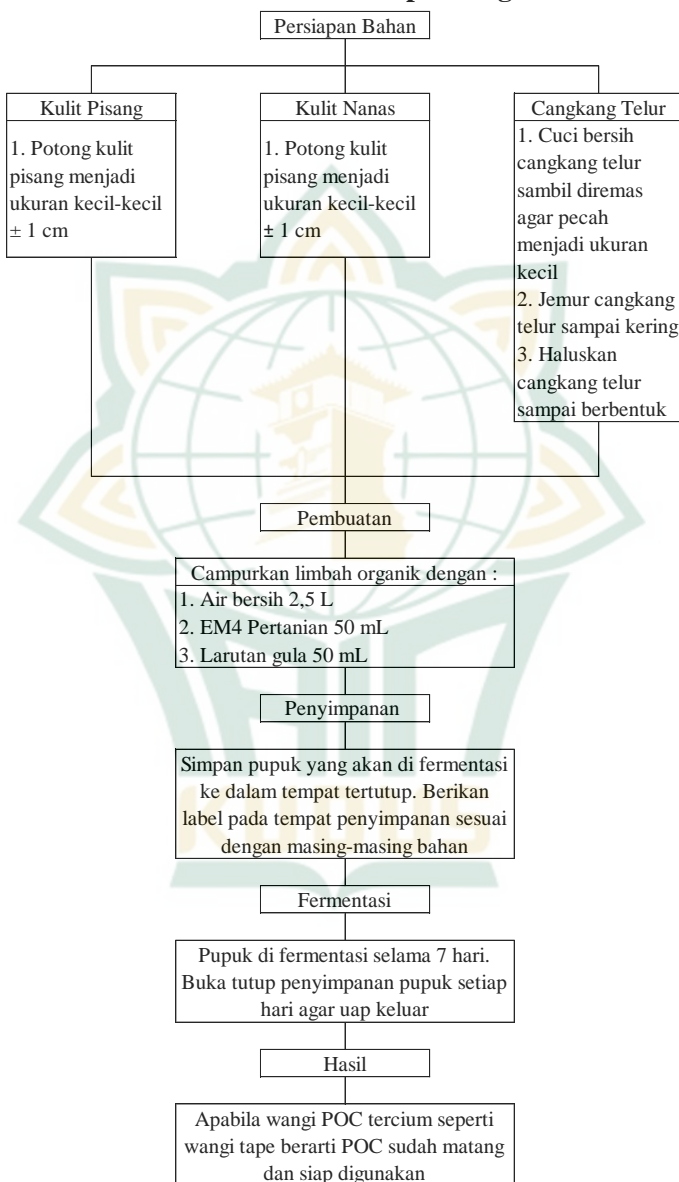 Persiapan Bahan
Kulit Pisang
1. Potong kulit
pisang menjadi
ukuran kecil-kecil
± 1 cm
Kulit Nanas
1. Potong kulit
pisang menjadi
ukuran kecil-kecil
± 1 cm
Cangkang Telur
1. Cuci bersih
cangkang telur
sambil diremas
agar pecah
menjadi ukuran
kecil
2. Jemur cangkang
telur sampai kering
3. Haluskan
cangkang telur
sampai berbentuk
Pembuatan
Campurkan limbah organik dengan :
1. Air bersih 2,5 L
2. EM4 Pertanian 50 mL
3. Larutan gula 50 mL
Penyimpanan
Simpan pupuk yang akan di fermentasi
ke dalam tempat tertutup. Berikan
label pada tempat penyimpanan sesuai
dengan masing-masing bahan
KUDUS
Fermentasi
Pupuk di fermentasi selama 7 hari.
Buka tutup penyimpanan pupuk setiap
hari agar uap keluar
Hasil
Apabila wangi POC tercium seperti
wangi tape berarti POC sudah matang
dan siap digunakan